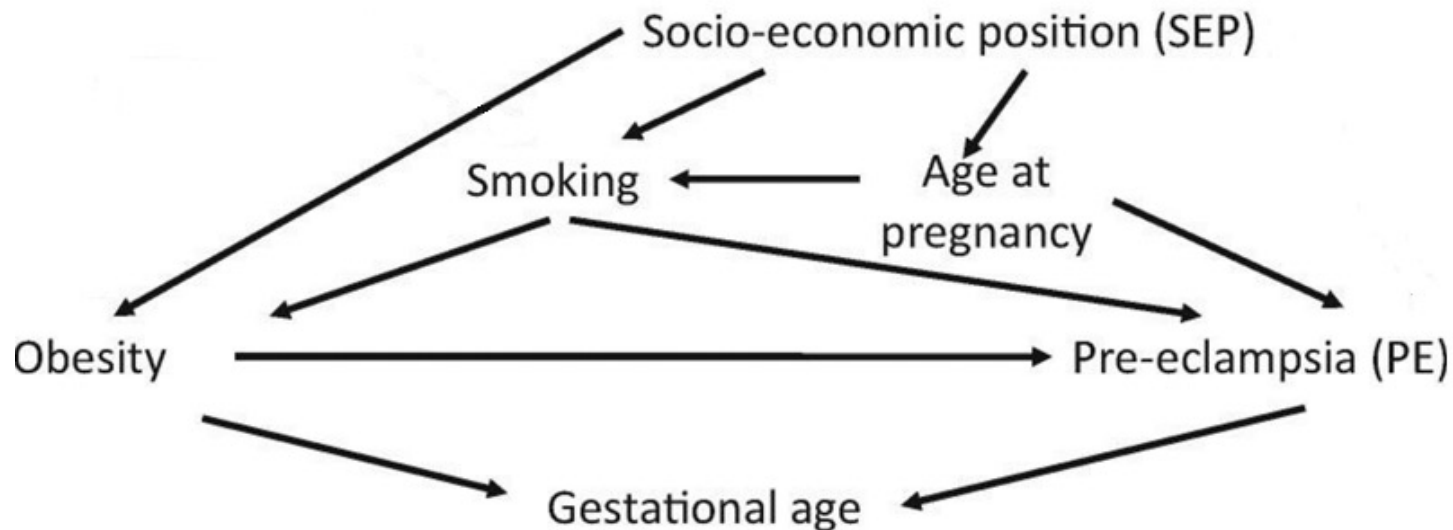 Socio-economic position (SEP)
Smoking
Age at
pregnancy
Obesity
Pre-eclampsia (PE)
Gestational age